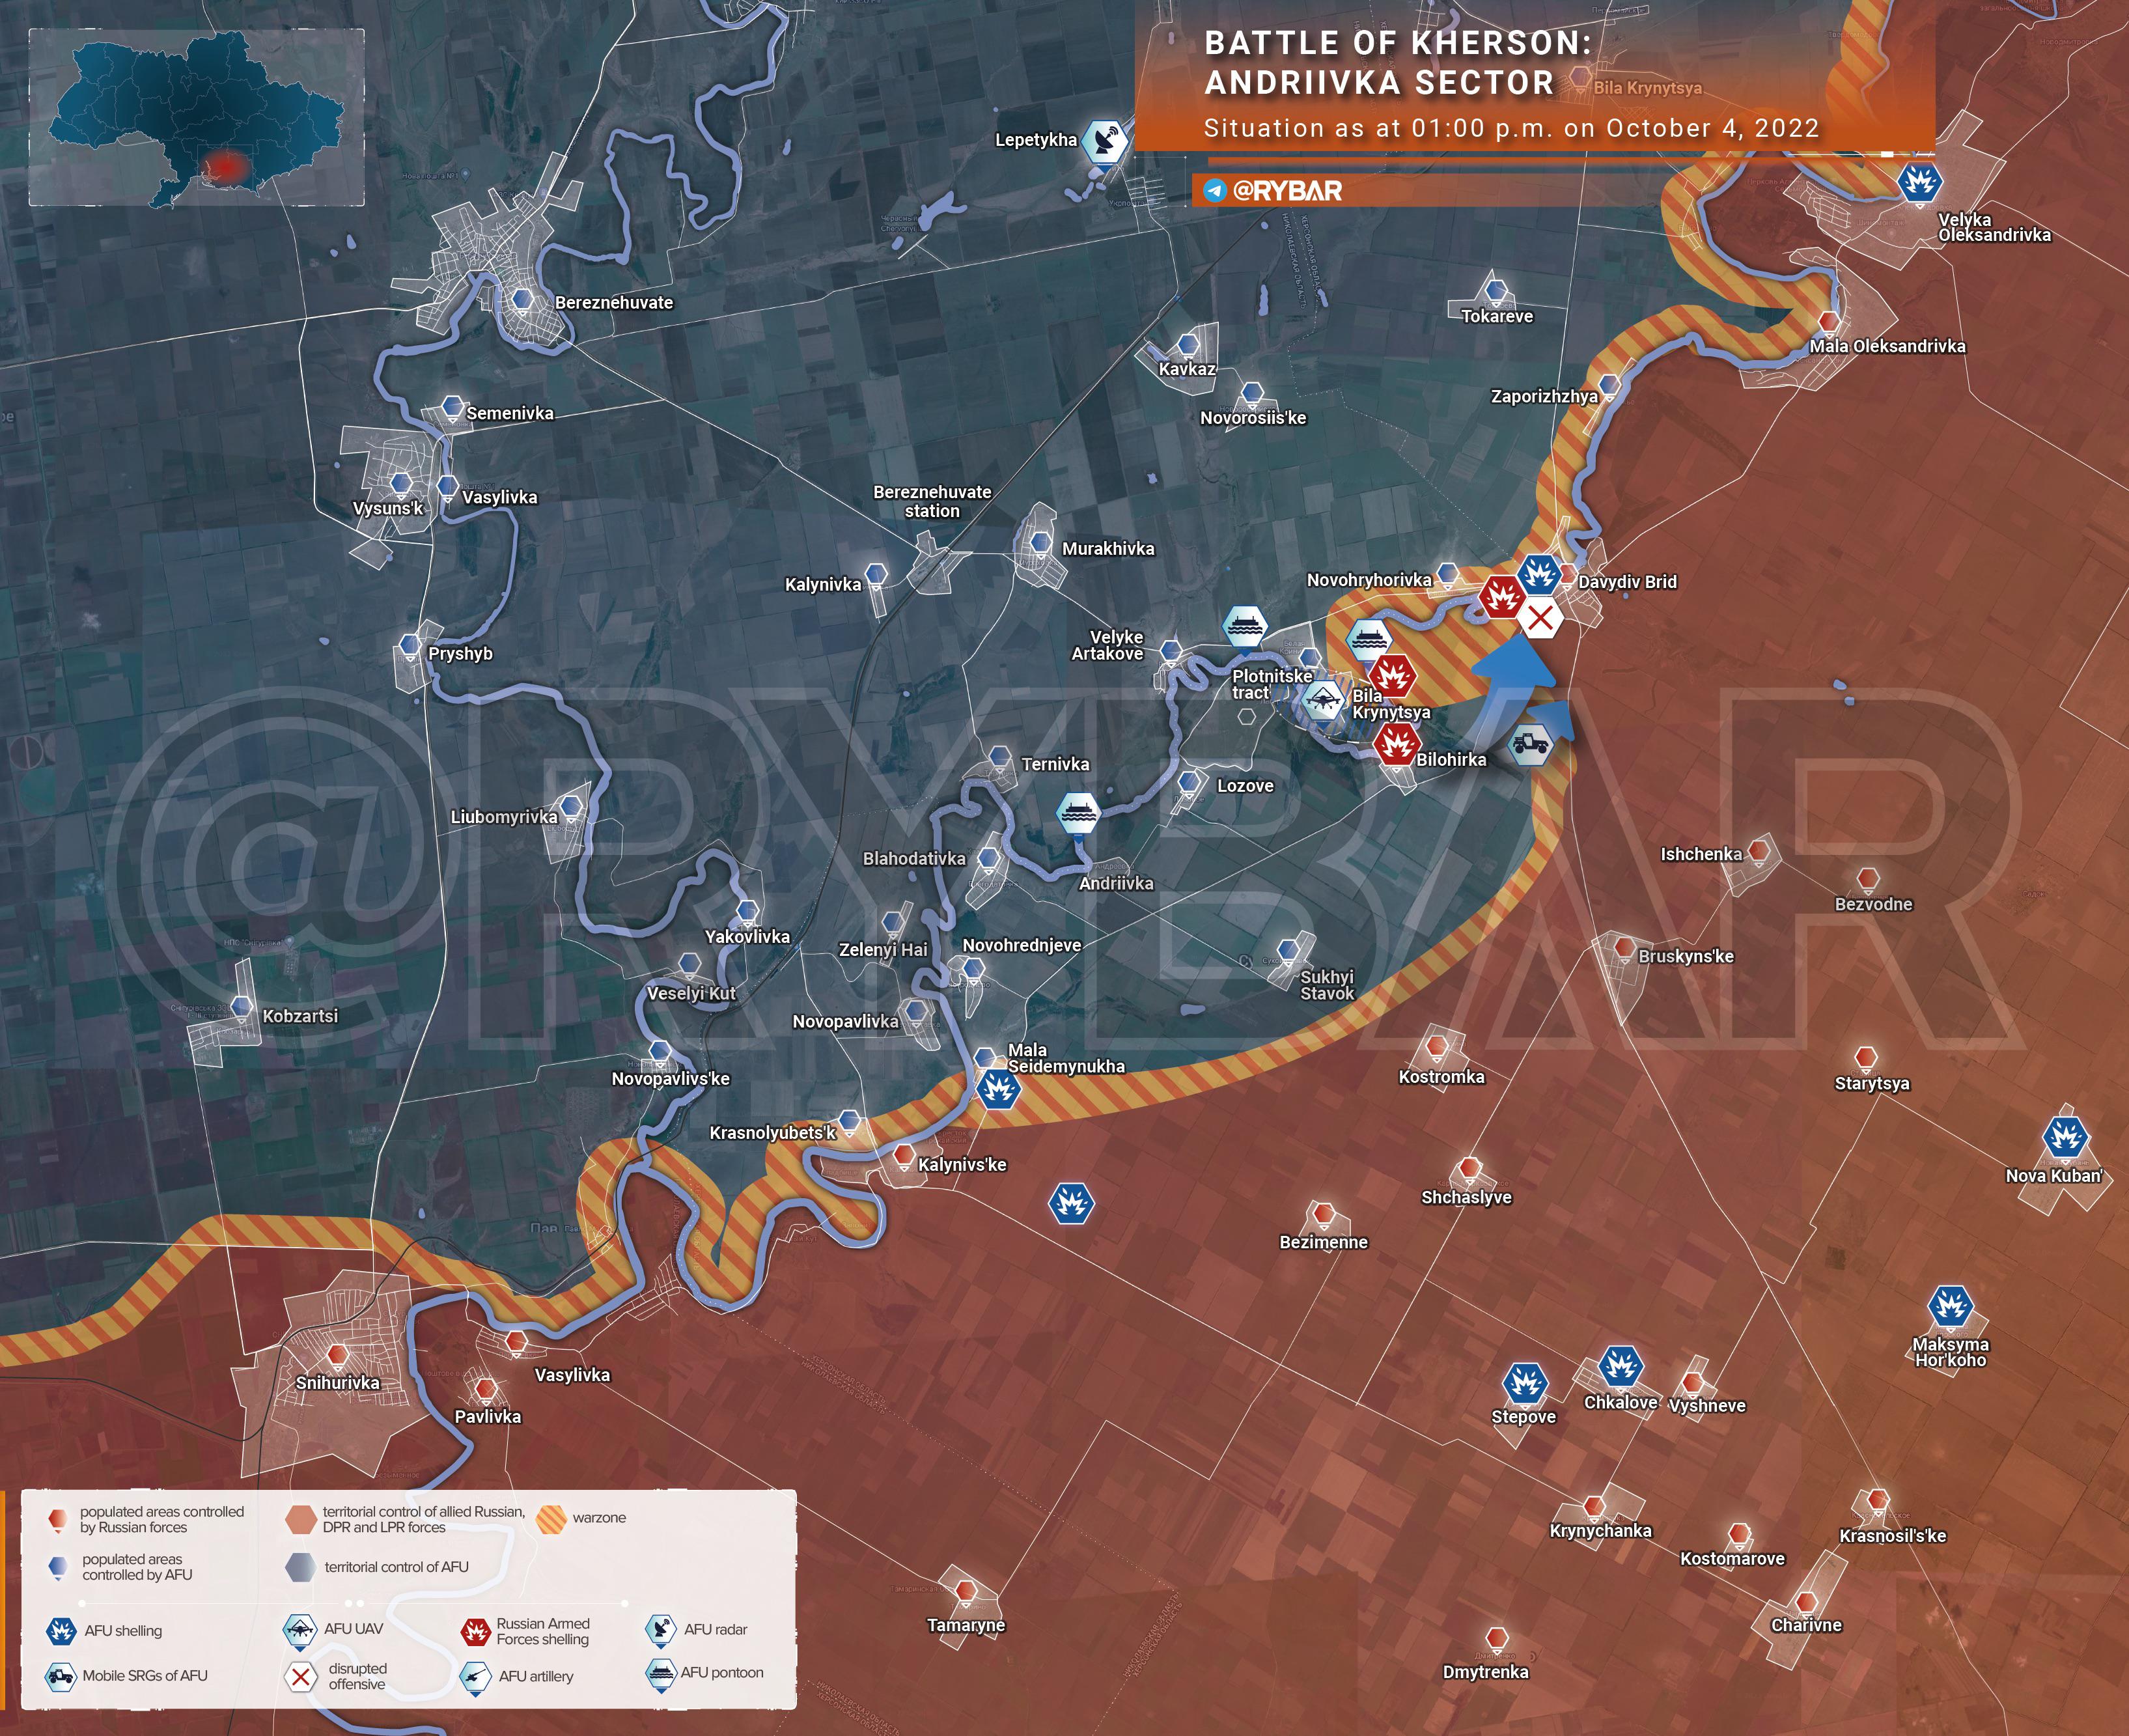 BATTLE OF KHERSON:
ANDRIIVKA SECTOR
Bila Krynytsya
Situation as at 01:00 p.m. on October 4, 2022
@RYBAR
Lepetykha
Velyka
Oleksandrivka
Bereznehuvate
Tokareve
Mala Oleksandrivka
Kavkaz
Zaporizhzhya
Novorosiis'ke
Semenivka
Vysuns'k
Vasylivka
Bereznehuvate
station
Murakhivka
Kalynivka
Novohryhorivka
Davydiv Brid
Velyke
Artakove
Pryshyb
Plotnitske
tract
Bila
Krynytsya
Bilohirka
Ternivka
Lozove
Liubomyrivka
Blahodativka
Andriivka
Ishchenka
Bezvodne
@RYBAR
Yakovlivka
Zelenyi Hai
Novohrednjeve
Bruskyns'ke
Sukhyi
Stavok
Veselyi Kut
Kobzartsi
Novopavlivka
Mala
Seidemynukha
Novopavlivs'ke
Kostromka
Starytsya
Krasnolyubets'k
Kalynivs'ke
Nova Kuban'
Shchaslyve
Bezimenne
Maksyma
Hor'koho
Snihurivka
Vasylivka
Pavlivka
Stepove
Chkalove
Vyshneve
Krynychanka
Kostomarove
Krasnosil's'ke
Tamaryne
Charivne
Dmytrenka
populated areas controlled
by Russian forces
territorial control of allied Russian,
DPR and LPR forces
warzone
populated areas
controlled by AFU
territorial control of AFU
AFU shelling
AFU UAV
Russian Armed
Forces shelling
AFU radar
Mobile SRGs of AFU
disrupted
offensive
AFU artillery
AFU pontoon